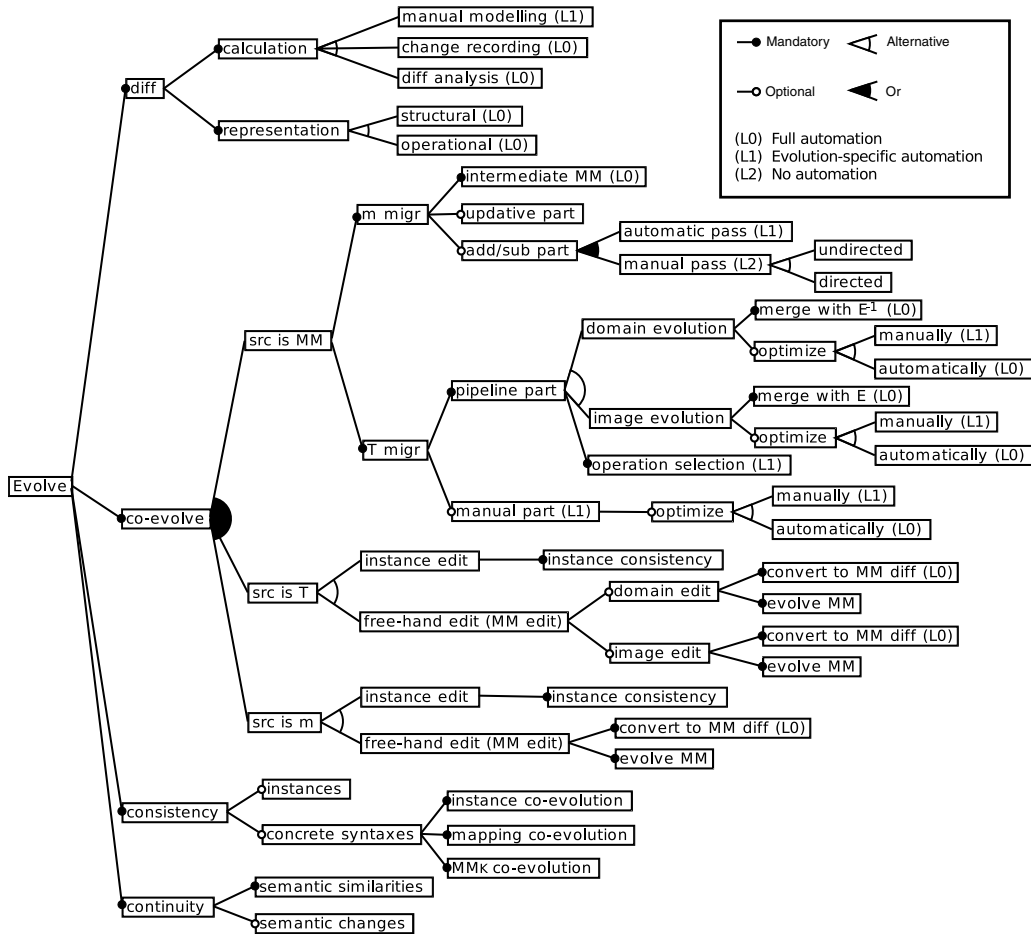 manual modelling (L1)
calculation
change recording (L0)
diff analysis (L0)
diff
structural (L0)
representation
operational (L0)
Mandatory
Alternative
Optional
Or
(L0) Full automation
(L1) Evolution-specific automation
(L2) No automation
intermediate MM (L0)
m migr
updative part
add/sub part
automatic pass (L1)
manual pass (L2)
undirected
directed
src is MM
merge with E-1 (L0)
domain evolution
optimize
manually (L1)
automatically (L0)
pipeline part
merge with E (L0)
image evolution
optimize
manually (L1)
automatically (L0)
T migr
operation selection (L1)
manual part (L1)
optimize
manually (L1)
automatically (L0)
Evolve
co-evolve
instance edit
instance consistency
src is T
free-hand edit (MM edit)
domain edit
convert to MM diff (L0)
evolve MM
image edit
convert to MM diff (L0)
evolve MM
instance edit
instance consistency
src is m
free-hand edit (MM edit)
convert to MM diff (L0)
evolve MM
instances
consistency
concrete syntaxes
instance co-evolution
mapping co-evolution
MMK co-evolution
semantic similarities
continuity
semantic changes